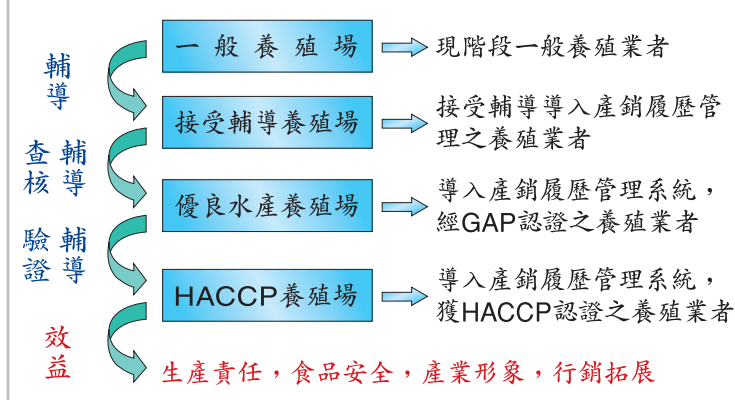 一般養殖場
現階段一般養殖業者
輔導
接受輔導養殖場
接受輔導導入產銷履歷管
理之養殖業者
輔導
查核
優良水產養殖場
導入產銷履歷管理系統，
經GAP認證之養殖業者
輔導
驗證
HACCP養殖場
導入產銷履歷管理系統，
獲HACCP認證之養殖業者
效益
生產責任，食品安全，產業形象，行銷拓展